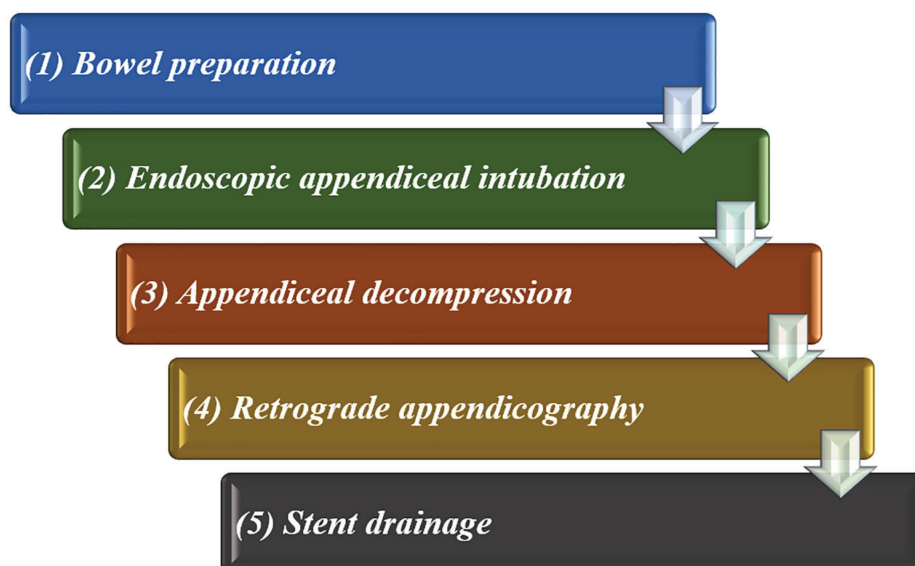 (1) Bowel preparation
(2) Endoscopic appendiceal intubation
(3) Appendiceal decompression
(4) Retrograde appendicography
(5) Stent drainage